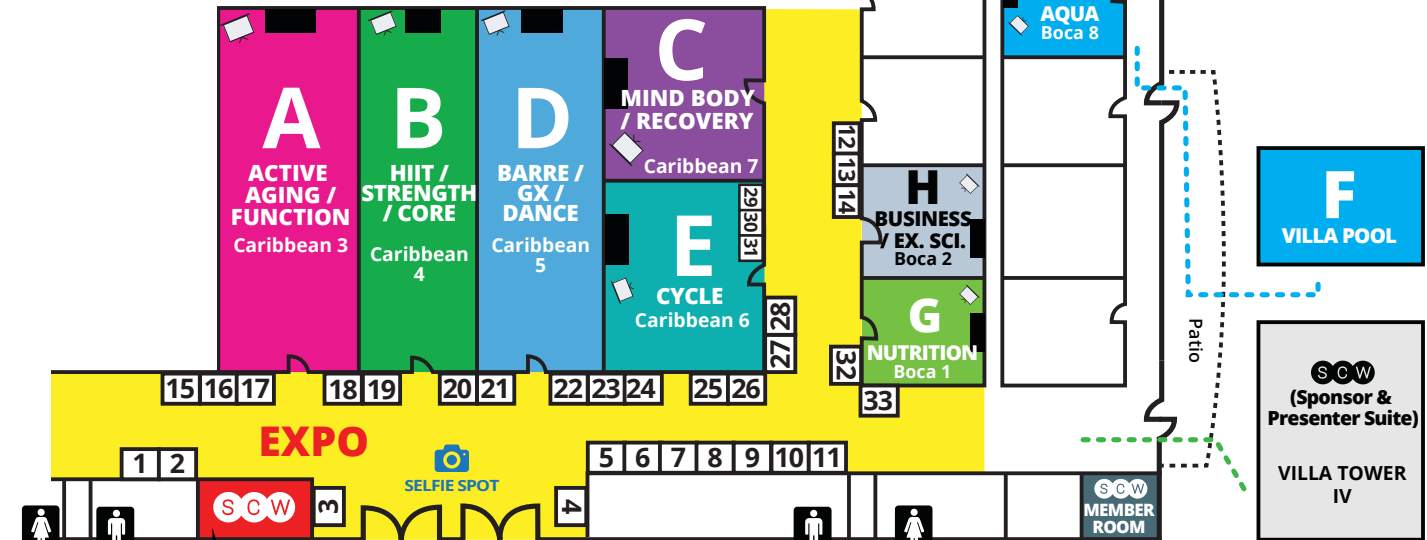 A
ACTIVE
AGING /
FUNCTION
Caribbean 3
B
HIIT /
STRENGTH
/ CORE
Caribbean
4
D
BARRE /
GX /
DANCE
Caribbean
5
C
MIND BODY
/ RECOVERY
Caribbean 7
E
CYCLE
Caribbean 6
29
30
31
28
27
12
13
14
32
33
AQUA
Boca 8
H
BUSINESS
/ EX. SCI.
Boca 2
G
NUTRITION
Boca 1
Patio
F
VILLA POOL
SCW
(Sponsor &
Presenter Suite)
VILLA TOWER
IV
15 16 17 18 19 20 21 22 23 24 25 26
EXPO
1 2
SELFIE SPOT
5 6 7 8 9 10 11
SCW
3
4
SCW
MEMBER
ROOM